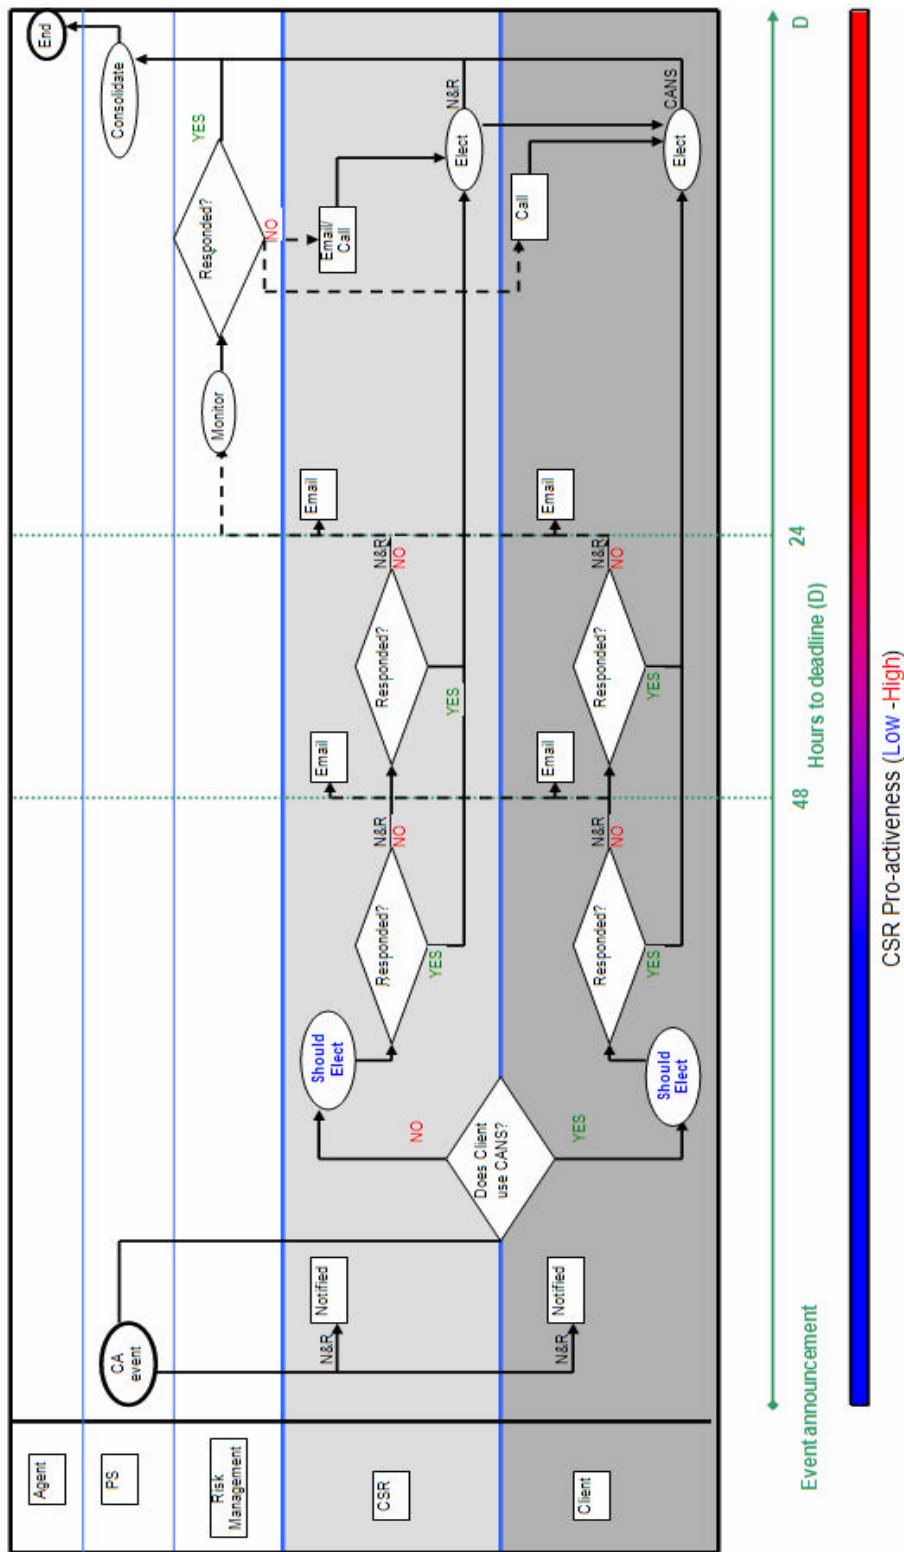 Agent
PS
Risk
Management
CSR
Client
CA
event
N&R
Notified
N&R
Notified
Does Client
use CANS?
NO
YES
Should
Elect
Should
Elect
Responded?
YES
N&R
NO
Email
Responded?
YES
N&R
NO
Email
Responded?
YES
N&R
NO
Email
Responded?
YES
N&R
NO
Email
Monitor
Responded?
YES
NO
Email/
Call
Call
Elect
N&R
Elect
CANS
Consolidate
End
Event announcement
48
Hours to deadline (D)
24
D
CSR Pro-activeness (Low -High)